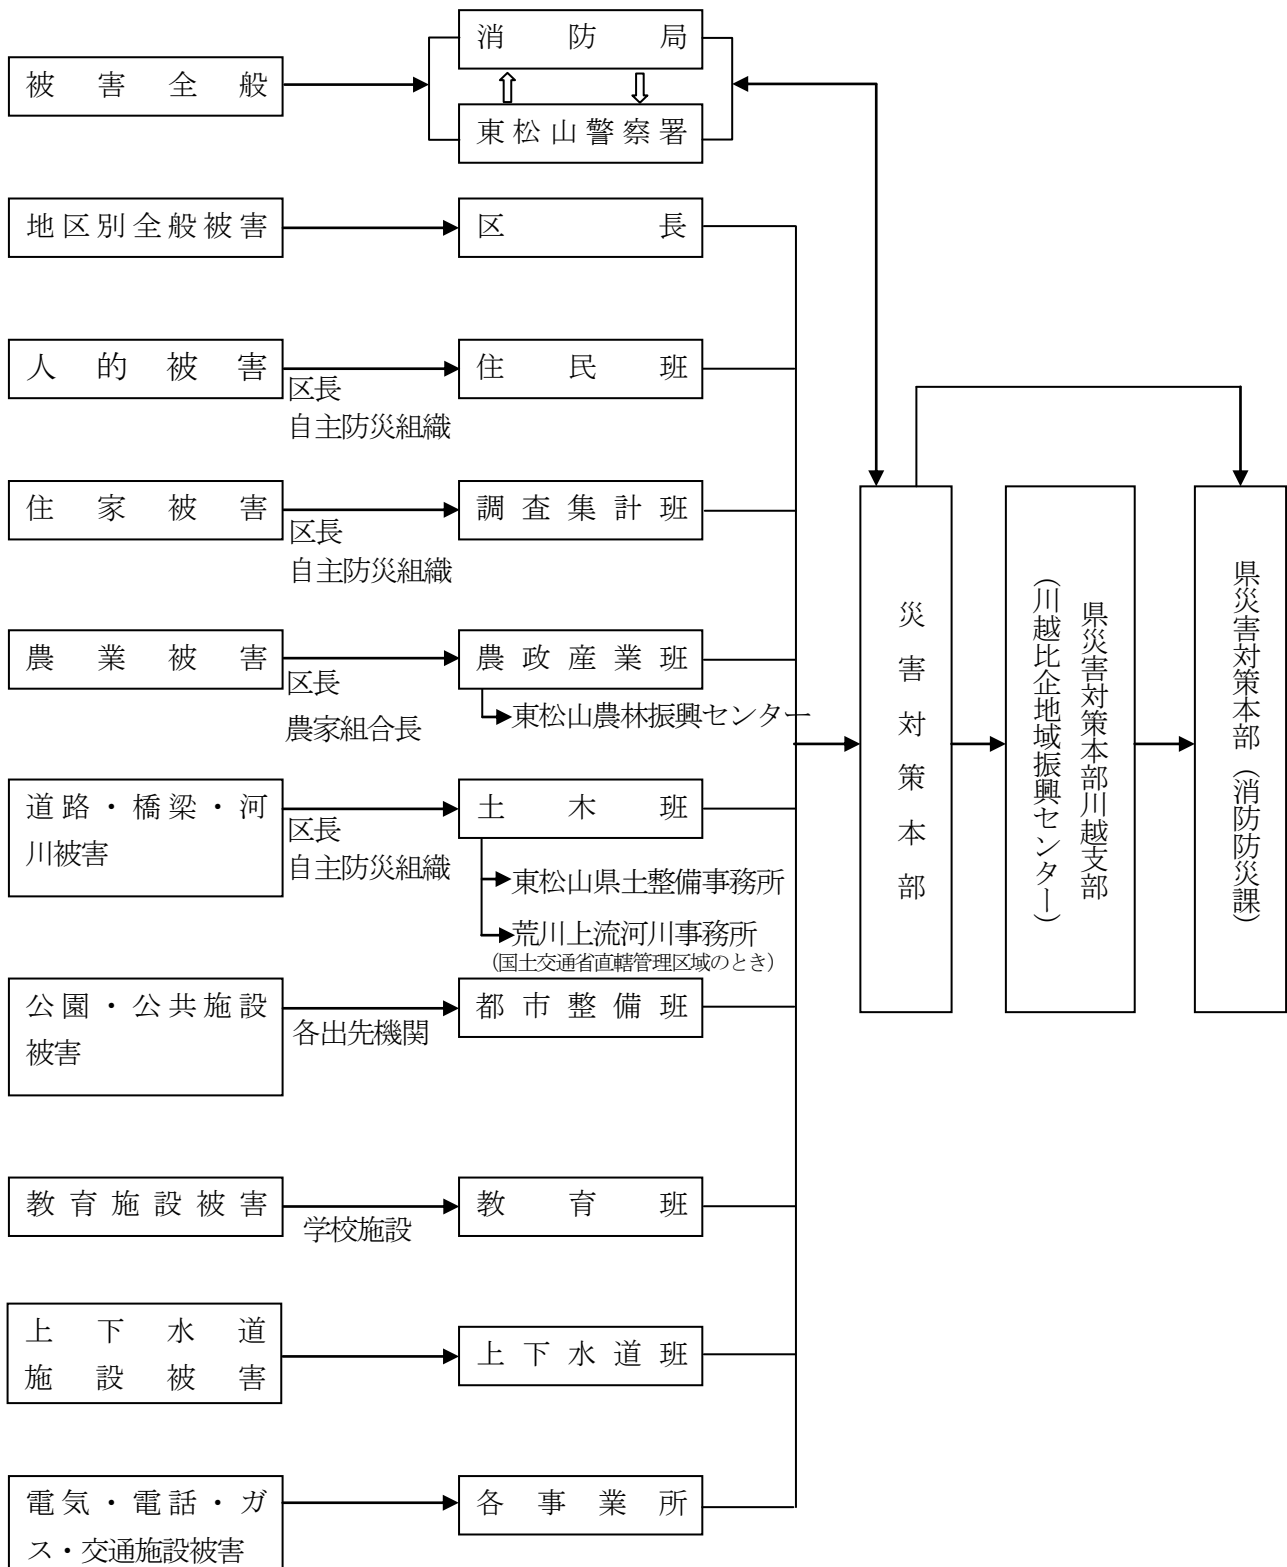 消防局
被害全般
東松山警察署
地区別全般被害
区長
人的被害
住民班
区長
自主防災組織
住家被害
調査集計班
区長
自主防災組織
農業被害
農政産業班
区長
農家組合長
東松山農林振興センター
道路・橋梁・河
川被害
土木班
区長
自主防災組織
東松山県土整備事務所
荒川上流河川事務所
（国土交通省直轄管理区域のとき）
公園・公共施設
被害
都市整備班
各出先機関
教育施設被害
教育班
学校施設
上下水道
施設被害
上下水道班
電気・電話・ガ
ス・交通施設被害
各事業所
災害対策本部
県災害対策本部川越支部
（川越比企地域振興センター）
県災害対策本部（消防防災課）